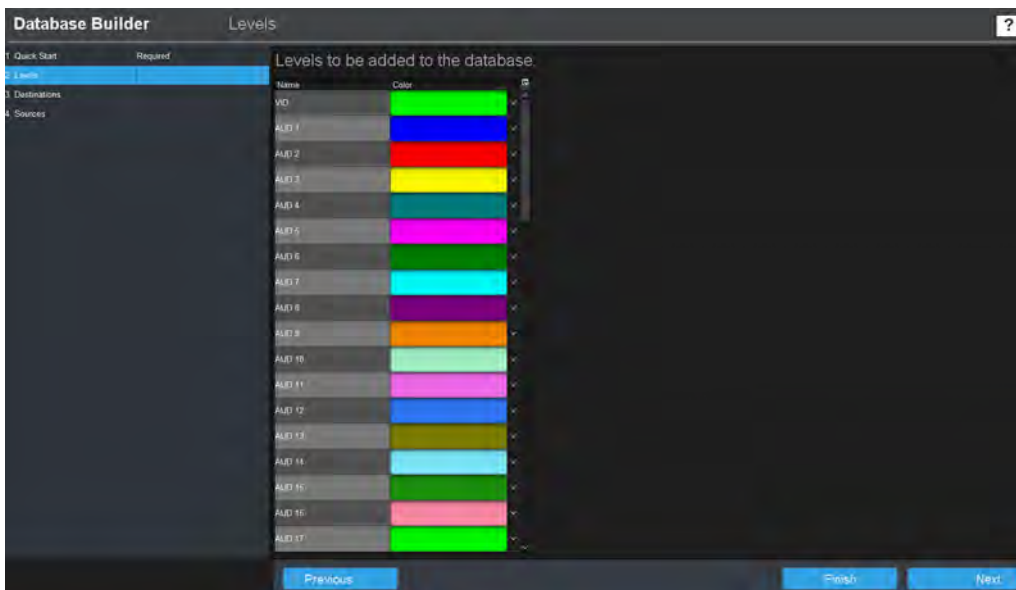 Database Builder Levels ?
1. Quick Start Required
2. Levels
3. Destinations
4. Sources
Levels to be added to the database:
Name Color
VID
AUD 1
AUD 2
AUD 3
AUD 4
AUD 5
AUD 6
AUD 7
AUD 8
AUD 9
AUD 10
AUD 11
AUD 12
AUD 13
AUD 14
AUD 15
AUD 16
AUD 17
Previous Finish Next